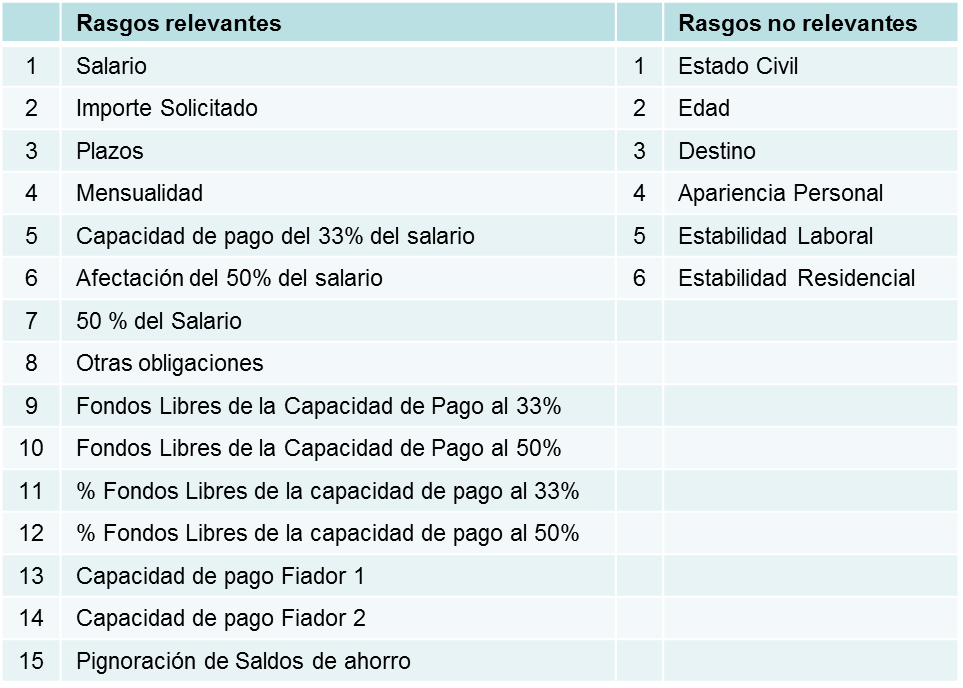 Rasgos relevantes Rasgos no relevantes
1 Salario 1 Estado Civil
2 Importe Solicitado 2 Edad
3 Plazos 3 Destino
4 Mensualidad 4 Apariencia Personal
5 Capacidad de pago del 33% del salario 5 Estabilidad Laboral
6 Afectación del 50% del salario 6 Estabilidad Residencial
7 50 % del Salario
8 Otras obligaciones
9 Fondos Libres de la Capacidad de Pago al 33%
10 Fondos Libres de la Capacidad de Pago al 50%
11 % Fondos Libres de la capacidad de pago al 33%
12 % Fondos Libres de la capacidad de pago al 50%
13 Capacidad de pago Fiador 1
14 Capacidad de pago Fiador 2
15 Pignoración de Saldos de ahorro